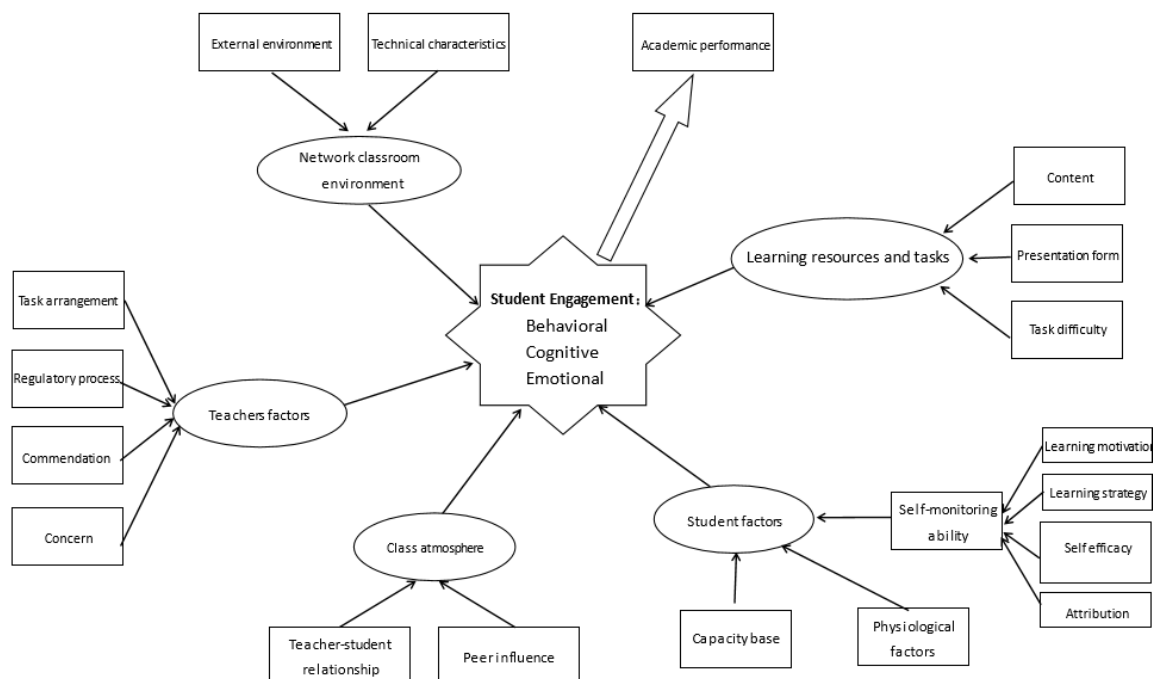 External environment
Technical characteristics
Academic performance
Network classroom
environment
Content
Learning resources and tasks
Presentation form
Task difficulty
Student Engagement：
Behavioral
Cognitive
Emotional
Task arrangement
Regulatory process
Teachers factors
Commendation
Concern
Class atmosphere
Teacher-student
relationship
Peer influence
Student factors
Self-monitoring
ability
Learning motivation
Learning strategy
Self efficacy
Attribution
Capacity base
Physiological
factors